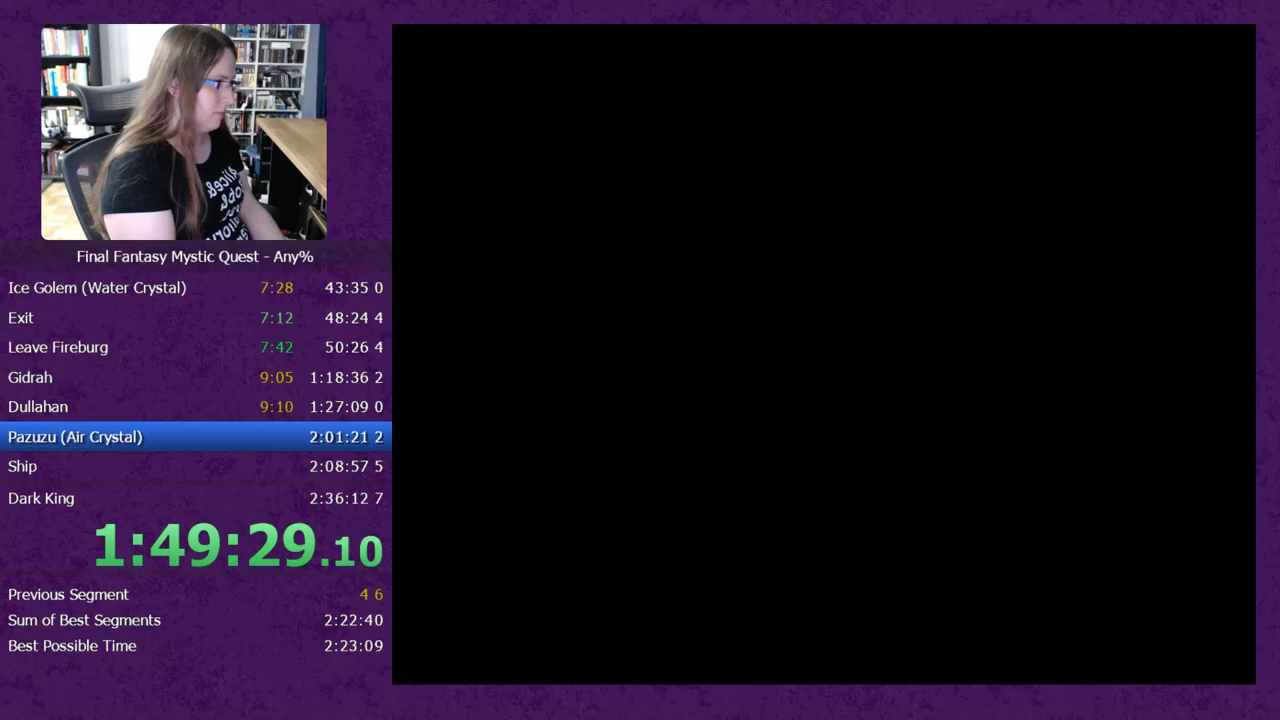 Final Fantasy Mystic Quest - Any%
Ice Golem (Water Crystal) 7:28 43:35 0
Exit 7:12 48:24 4
Leave Fireburg 7:42 50:26 4
Gidrah 9:05 1:18:36 2
Dullahan 9:10 1:27:09 0
Pazuzu (Air Crystal) 2:01:21 2
Ship 2:08:57 5
Dark King 2:36:12 7
1:49:29.10
Previous Segment 4 6
Sum of Best Segments 2:22:40
Best Possible Time 2:23:09